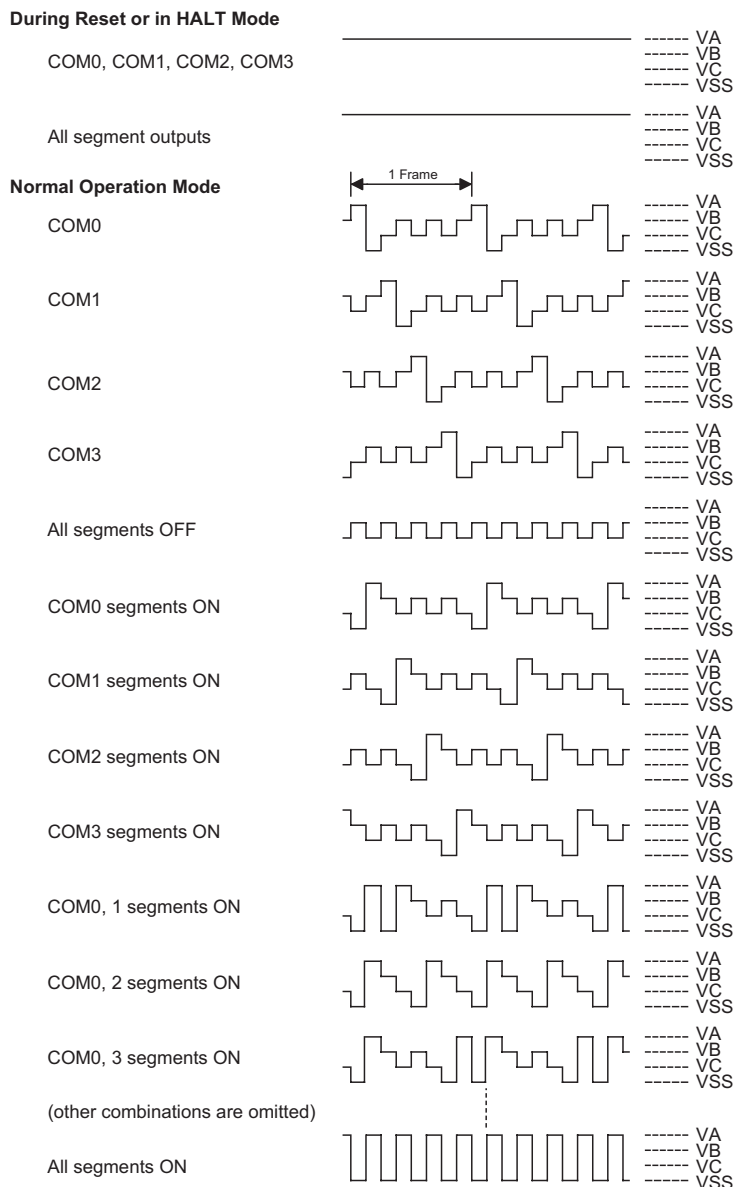 During Reset or in HALT Mode
COM0, COM1, COM2, COM3
VA
VB
VC
VSS
All segment outputs
VA
VB
VC
VSS
Normal Operation Mode
1 Frame
COM0
VA
VB
VC
VSS
COM1
VA
VB
VC
VSS
COM2
VA
VB
VC
VSS
COM3
VA
VB
VC
VSS
All segments OFF
VA
VB
VC
VSS
COM0 segments ON
VA
VB
VC
VSS
COM1 segments ON
VA
VB
VC
VSS
COM2 segments ON
VA
VB
VC
VSS
COM3 segments ON
VA
VB
VC
VSS
COM0, 1 segments ON
VA
VB
VC
VSS
COM0, 2 segments ON
VA
VB
VC
VSS
COM0, 3 segments ON
VA
VB
VC
VSS
(other combinations are omitted)
All segments ON
VA
VB
VC
VSS